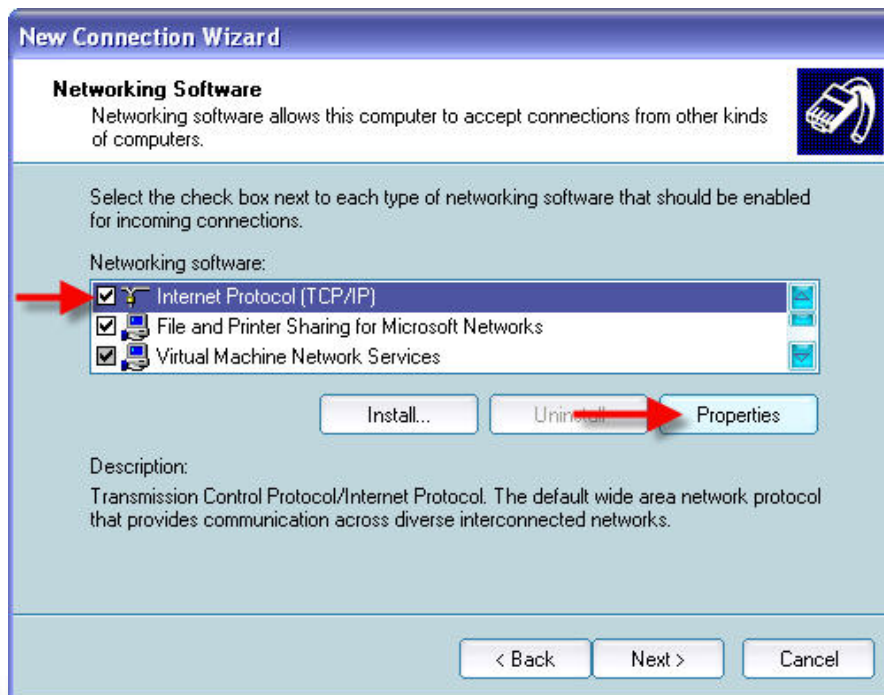 New Connection Wizard
Networking Software
Networking software allows this computer to accept connections from other kinds
of computers.
Select the check box next to each type of networking software that should be enabled
for incoming connections.
Networking software:
Internet Protocol (TCP/IP)
File and Printer Sharing for Microsoft Networks
Virtual Machine Network Services
Install...
Uninstall
Properties
Description:
Transmission Control Protocol/Internet Protocol. The default wide area network protocol
that provides communication across diverse interconnected networks.
< Back
Next >
Cancel